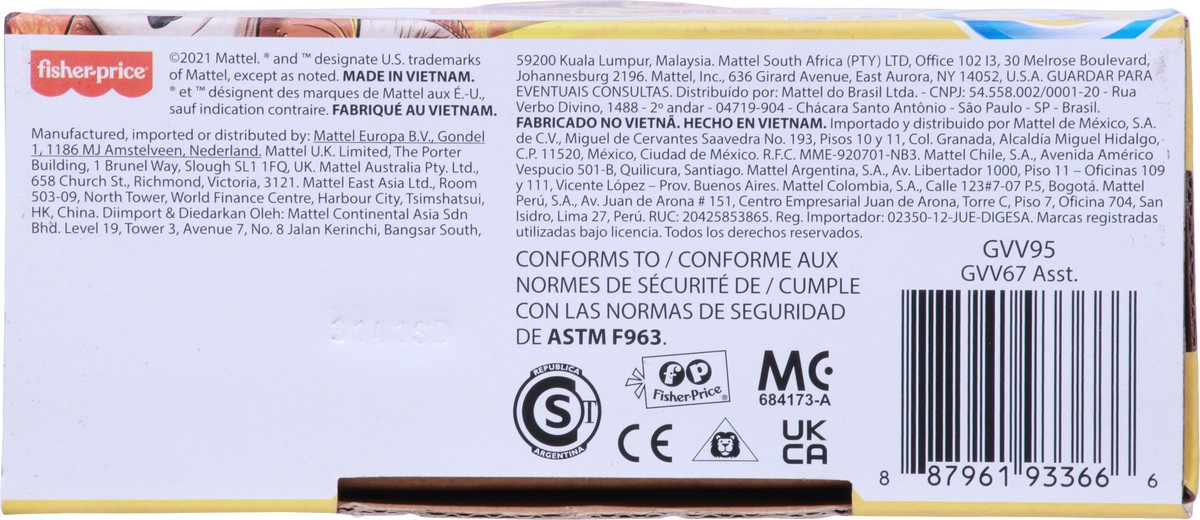 fisher-price
©2021 Mattel. ® and ™ designate U.S. trademarks
of Mattel, except as noted. MADE IN VIETNAM.
® et ™ désignent des marques de Mattel aux É.-U.,
sauf indication contraire. FABRIQUÉ AU VIETNAM.
Manufactured, imported or distributed by: Mattel Europa B.V., Gondel
1, 1186 MJ Amstelveen, Nederland. Mattel U.K. Limited, The Porter
Building, 1 Brunel Way, Slough SL1 1FQ, UK. Mattel Australia Pty. Ltd.,
658 Church St., Richmond, Victoria, 3121. Mattel East Asia Ltd., Room
503-09, North Tower, World Finance Centre, Harbour City, Tsimshatsui,
HK, China. Diimport & Diedarkan Oleh: Mattel Continental Asia Sdn
Bhd. Level 19, Tower 3, Avenue 7, No. 8 Jalan Kerinchi, Bangsar South,
59200 Kuala Lumpur, Malaysia. Mattel South Africa (PTY) LTD, Office 102 I3, 30 Melrose Boulevard,
Johannesburg 2196. Mattel, Inc., 636 Girard Avenue, East Aurora, NY 14052, U.S.A. GUARDAR PARA
EVENTUAIS CONSULTAS. Distribuído por: Mattel do Brasil Ltda. - CNPJ: 54.558.002/0001-20 - Rua
Verbo Divino, 1488 - 2º andar - 04719-904 - Chácara Santo Antônio - São Paulo - SP - Brasil.
FABRICADO NO VIETNÃ. HECHO EN VIETNAM. Importado y distribuido por Mattel de México, S.A.
de C.V., Miguel de Cervantes Saavedra No. 193, Pisos 10 y 11, Col. Granada, Alcaldía Miguel Hidalgo,
C.P. 11520, México, Ciudad de México. R.F.C. MME-920701-NB3. Mattel Chile, S.A., Avenida Américo
Vespucio 501-B, Quilicura, Santiago. Mattel Argentina, S.A., Av. Libertador 1000, Piso 11 – Oficinas 109
y 111, Vicente López – Prov. Buenos Aires. Mattel Colombia, S.A., Calle 123#7-07 P.5, Bogotá. Mattel
Perú, S.A., Av. Juan de Arona # 151, Centro Empresarial Juan de Arona, Torre C, Piso 7, Oficina 704, San
Isidro, Lima 27, Perú. RUC: 20425853865. Reg. Importador: 02350-12-JUE-DIGESA. Marcas registradas
utilizadas bajo licencia. Todos los derechos reservados.
CONFORMS TO / CONFORME AUX
NORMES DE SÉCURITÉ DE / CUMPLE
CON LAS NORMAS DE SEGURIDAD
DE ASTM F963.
GVV95
GVV67 Asst.
REPUBLICA
CS T
ARGENTINA
fp
Fisher-Price®
MC
684173-A
CE
UK
CA
8 87961 93366 6